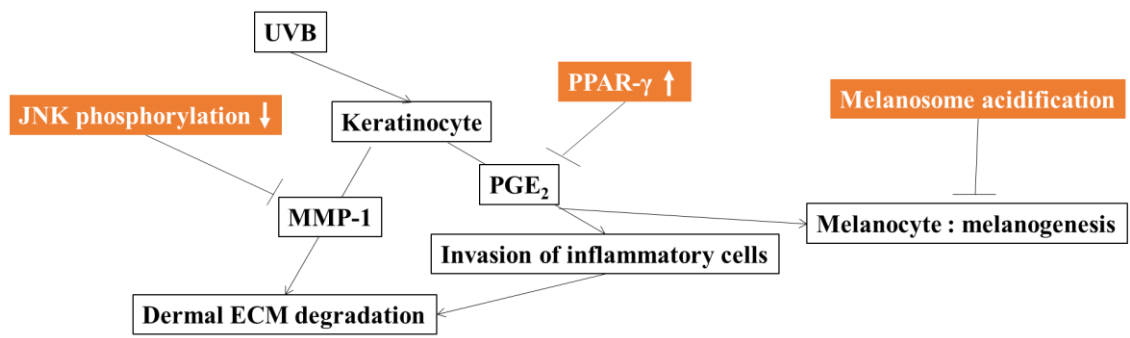 UVB
PPAR-γ ↑
Melanosome acidification
JNK phosphorylation ↓
Keratinocyte
PGE₂
MMP-1
Melanocyte : melanogenesis
Invasion of inflammatory cells
Dermal ECM degradation